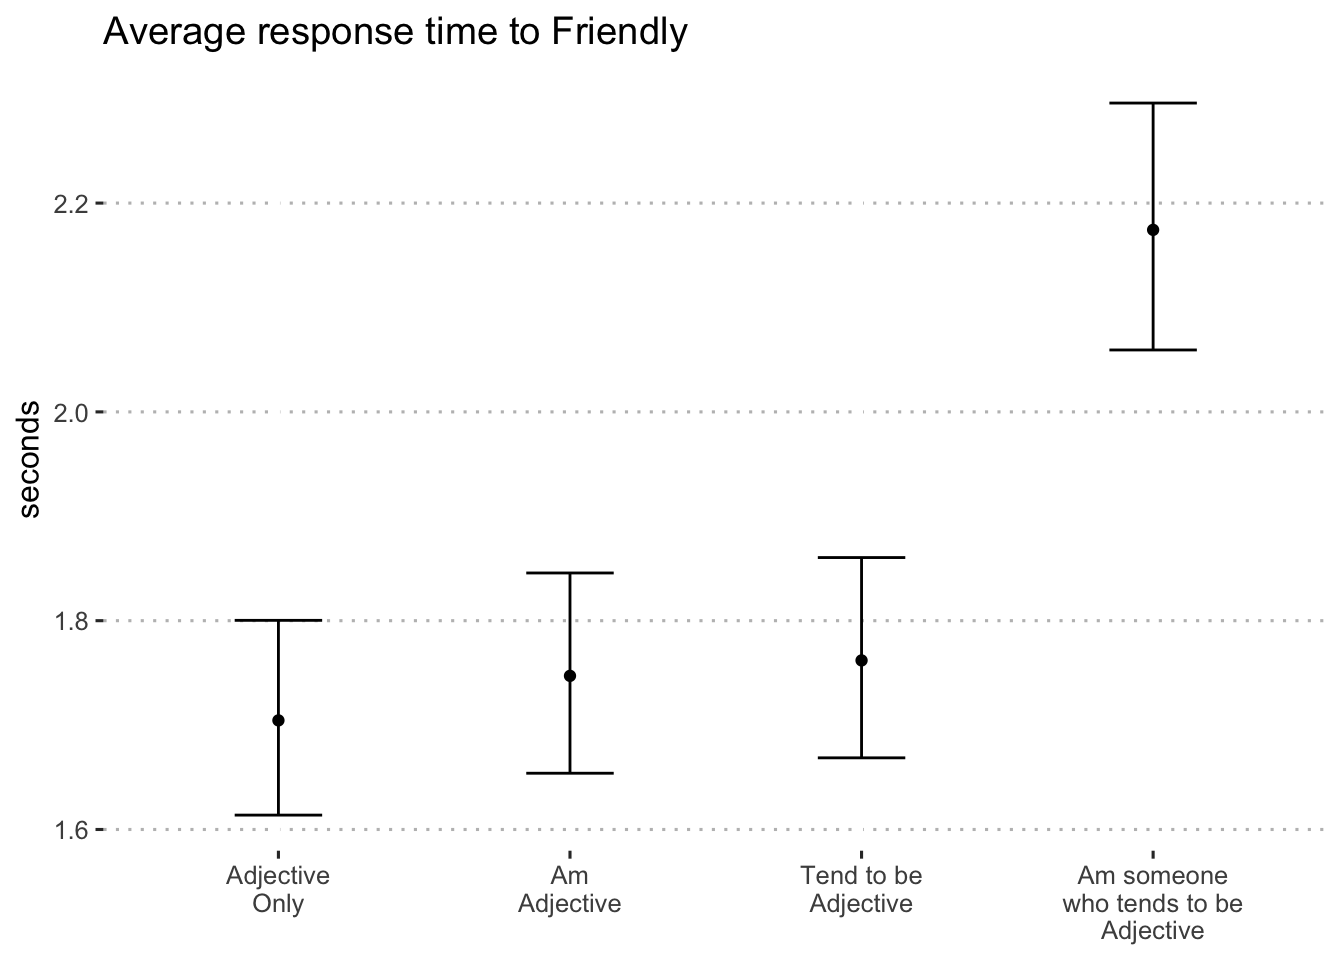 Average response time to Friendly
seconds
2.2
2.0
1.8
1.6
Adjective
Only
Am
Adjective
Tend to be
Adjective
Am someone
who tends to be
Adjective